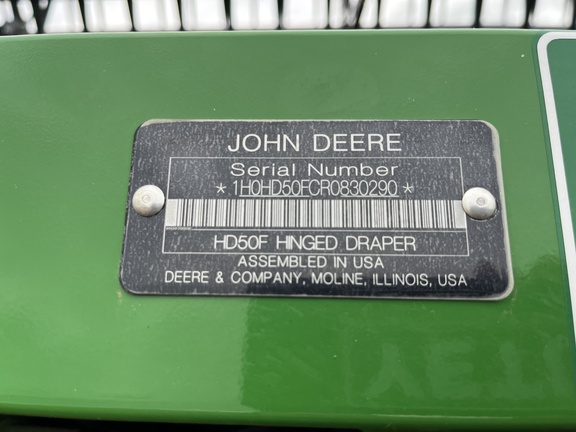 JOHN DEERE
Serial Number
*1H0HD50FCR0830290*
HD50F HINGED DRAPER
ASSEMBLED IN USA
DEERE & COMPANY, MOLINE, ILLINOIS, USA